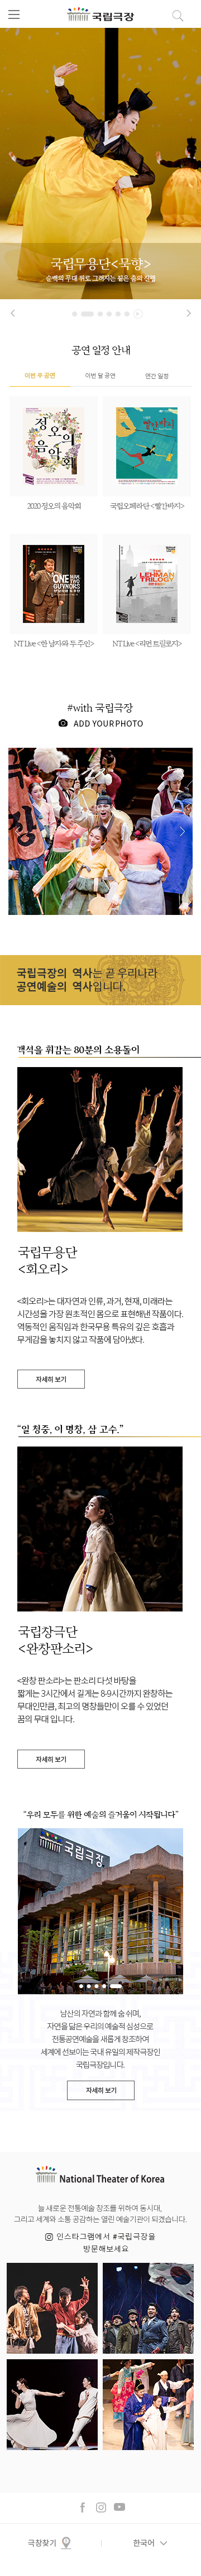 국립극장
국립무용단<묵향>
순백의 무대 위로 그려지는 짙은 춤의 잔향
공연 일정 안내
이번 주 공연
이번 달 공연
연간 일정
정오의
음악회
빨간바지
2020 정오의 음악회
국립오페라단 <빨간바지>
ONE MAN
TWO GUVNORS
THE
LEHMAN
TRILOGY
NT Live <한 남자와 두 주인>
NT Live <리먼 트릴로지>
#with 국립극장
ADD YOUR PHOTO
국립극장의 역사는 곧 우리나라
공연예술의 역사입니다.
객석을 휘감는 80분의 소용돌이
국립무용단
<회오리>
<회오리>는 대자연과 인류, 과거, 현재, 미래라는
시간성을 가장 원초적인 몸으로 표현해낸 작품이다.
역동적인 움직임과 한국무용 특유의 깊은 호흡과
무게감을 놓치지 않고 작품에 담아냈다.
자세히 보기
“일 청중, 이 명창, 삼 고수.”
국립창극단
<완창판소리>
<완창 판소리>는 판소리 다섯 바탕을
짧게는 3시간에서 길게는 8-9시간까지 완창하는
무대인만큼, 최고의 명창들만이 오를 수 있었던
꿈의 무대 입니다.
자세히 보기
“우리 모두를 위한 예술의 즐거움이 시작됩니다”
국립극장
남산의 자연과 함께 숨 쉬며,
자연을 닮은 우리의 예술적 심성으로
전통공연예술을 새롭게 창조하여
세계에 선보이는 국내 유일의 제작극장인
국립극장입니다.
자세히 보기
National Theater of Korea
늘 새로운 전통예술 창조를 위하여 동시대,
그리고 세계와 소통 공감하는 열린 예술기관이 되겠습니다.
인스타그램에서 #국립극장을
방문해보세요
극장찾기
한국어